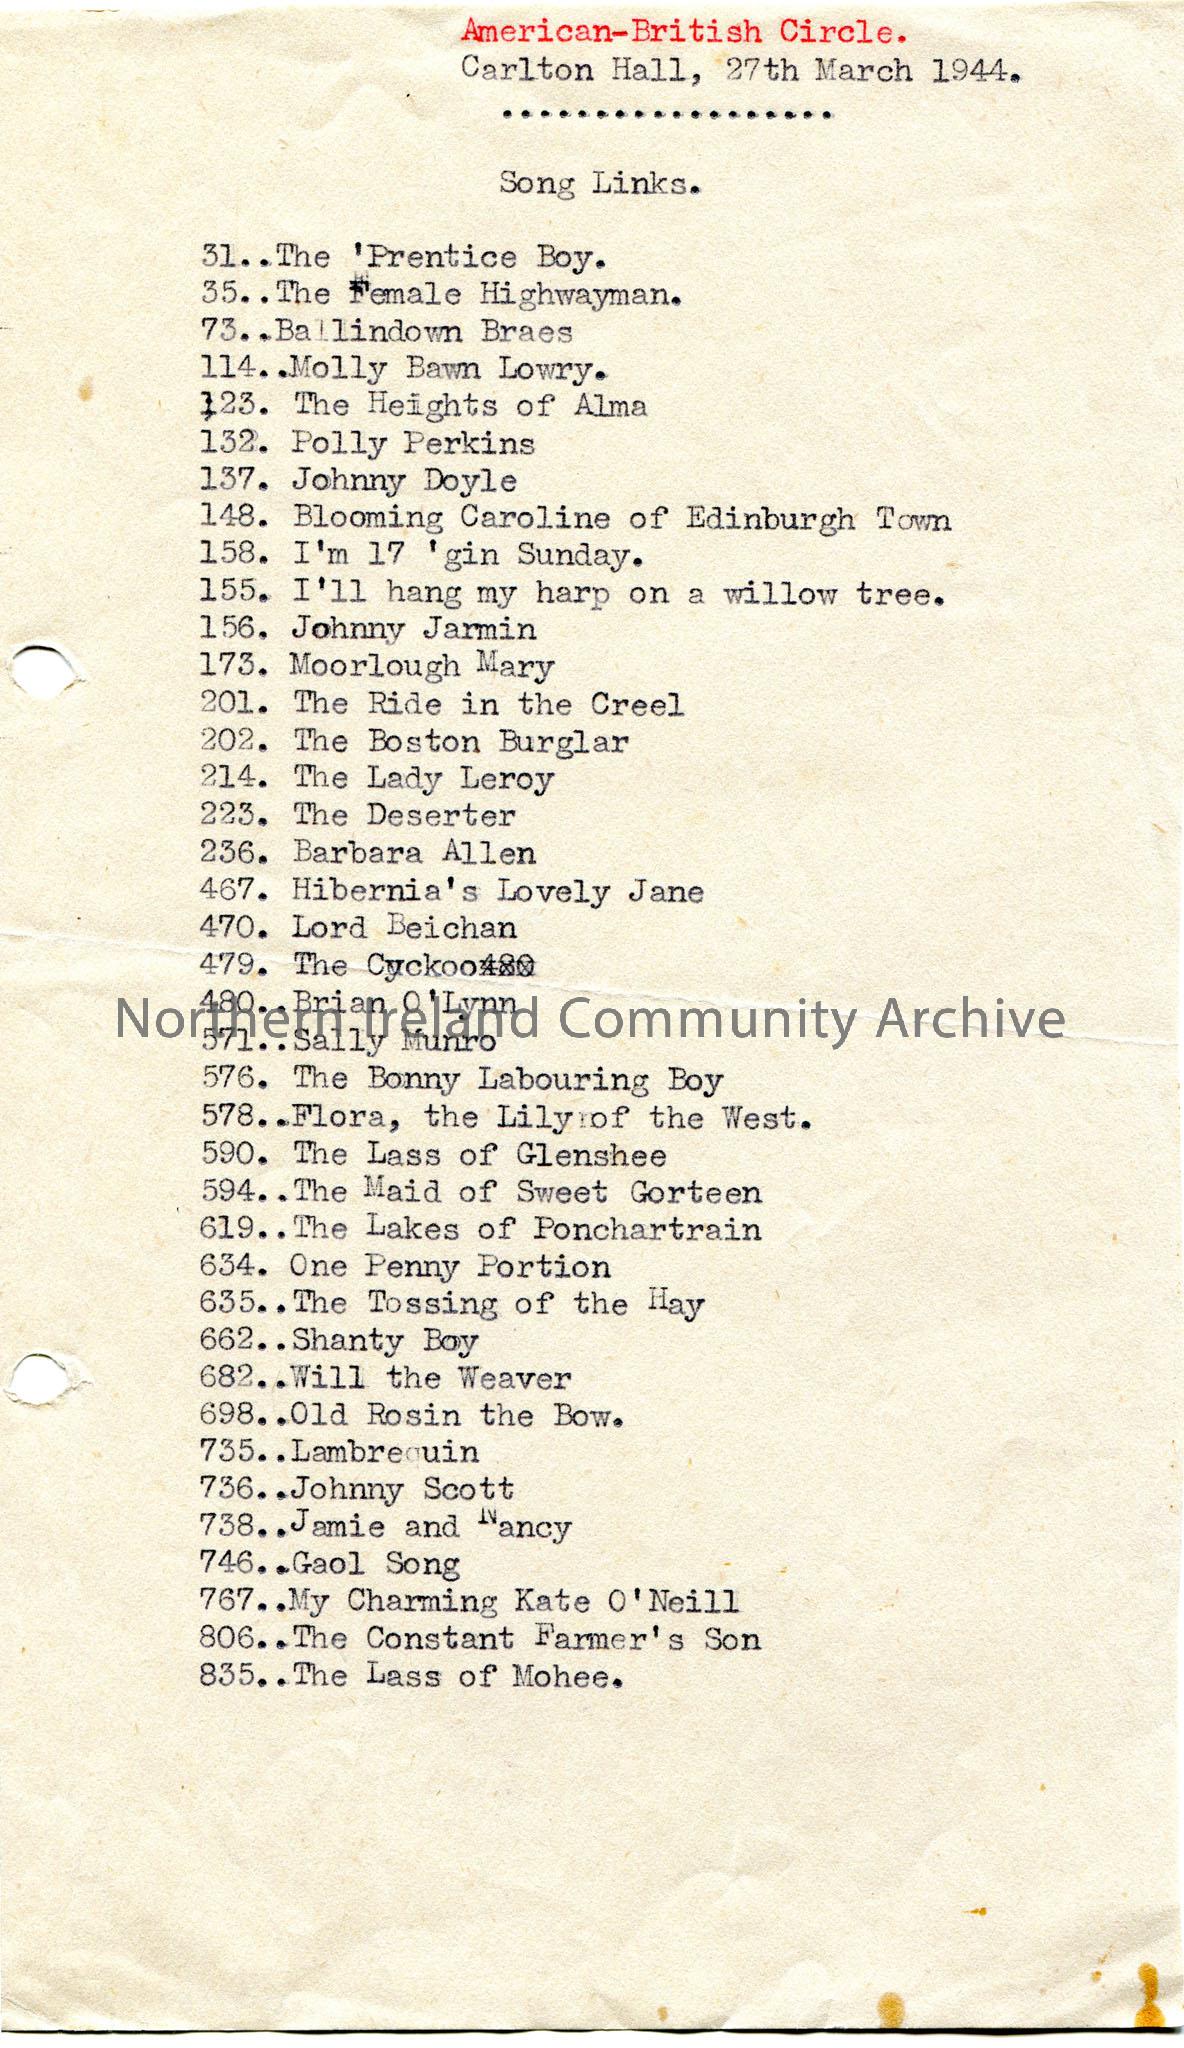 American-British Circle.
Carlton Hall, 27th March 1944.
..................
Song Links.
31..The 'Prentice Boy.
35..The Female Highwayman.
73..Ballindown Braes
114..Molly Bawn Lowry.
123. The Heights of Alma
132. Polly Perkins
137. Johnny Doyle
148. Blooming Caroline of Edinburgh Town
158. I'm 17 'gin Sunday.
155. I'll hang my harp on a willow tree.
156. Johnny Jarmin
173. Moorlough Mary
201. The Ride in the Creel
202. The Boston Burglar
214. The Lady Leroy
223. The Deserter
236. Barbara Allen
467. Hibernia's Lovely Jane
470. Lord Beichan
479. The Cuckoo
480..Brian O'Lynn
Northern Ireland Community Archive
571..Sally Munro
576. The Bonny Labouring Boy
578..Flora, the Lily of the West.
590. The Lass of Glenshee
594..The Maid of Sweet Gorteen
619..The Lakes of Ponchartrain
634. One Penny Portion
635..The Tossing of the Hay
662..Shanty Boy
682..Will the Weaver
698..Old Rosin the Bow.
735..Lambrequin
736..Johnny Scott
738..Jamie and Nancy
746..Gaol Song
767..My Charming Kate O'Neill
806..The Constant Farmer's Son
835..The Lass of Mohee.